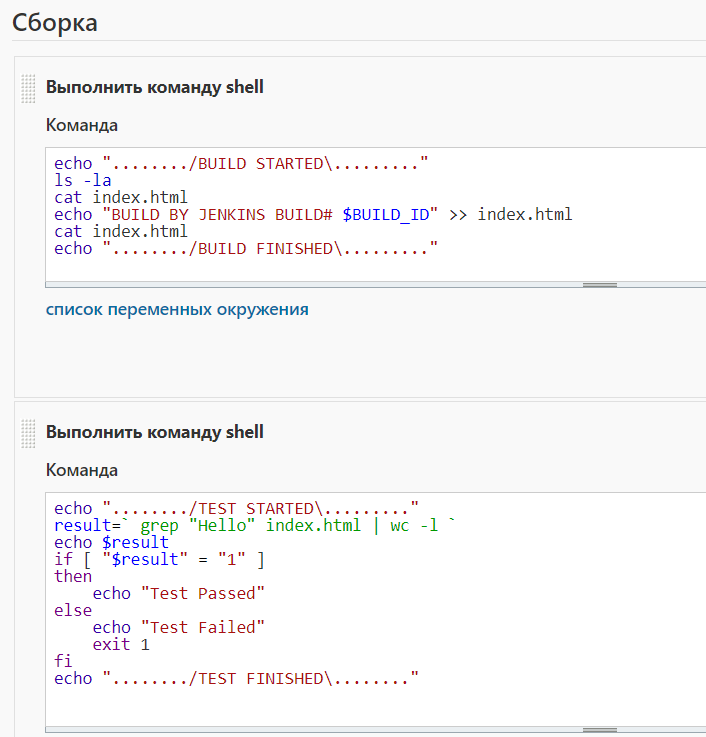 Сборка
Выполнить команду shell
Команда
echo "......../BUILD STARTED\........."
ls -la
cat index.html
echo "BUILD BY JENKINS BUILD# $BUILD_ID" >> index.html
cat index.html
echo "......../BUILD FINISHED\........."
список переменных окружения
Выполнить команду shell
Команда
echo "......../TEST STARTED\........."
result=` grep "Hello" index.html | wc -l `
echo $result
if [ "$result" = "1" ]
then
    echo "Test Passed"
else
    echo "Test Failed"
    exit 1
fi
echo "......../TEST FINISHED\........"